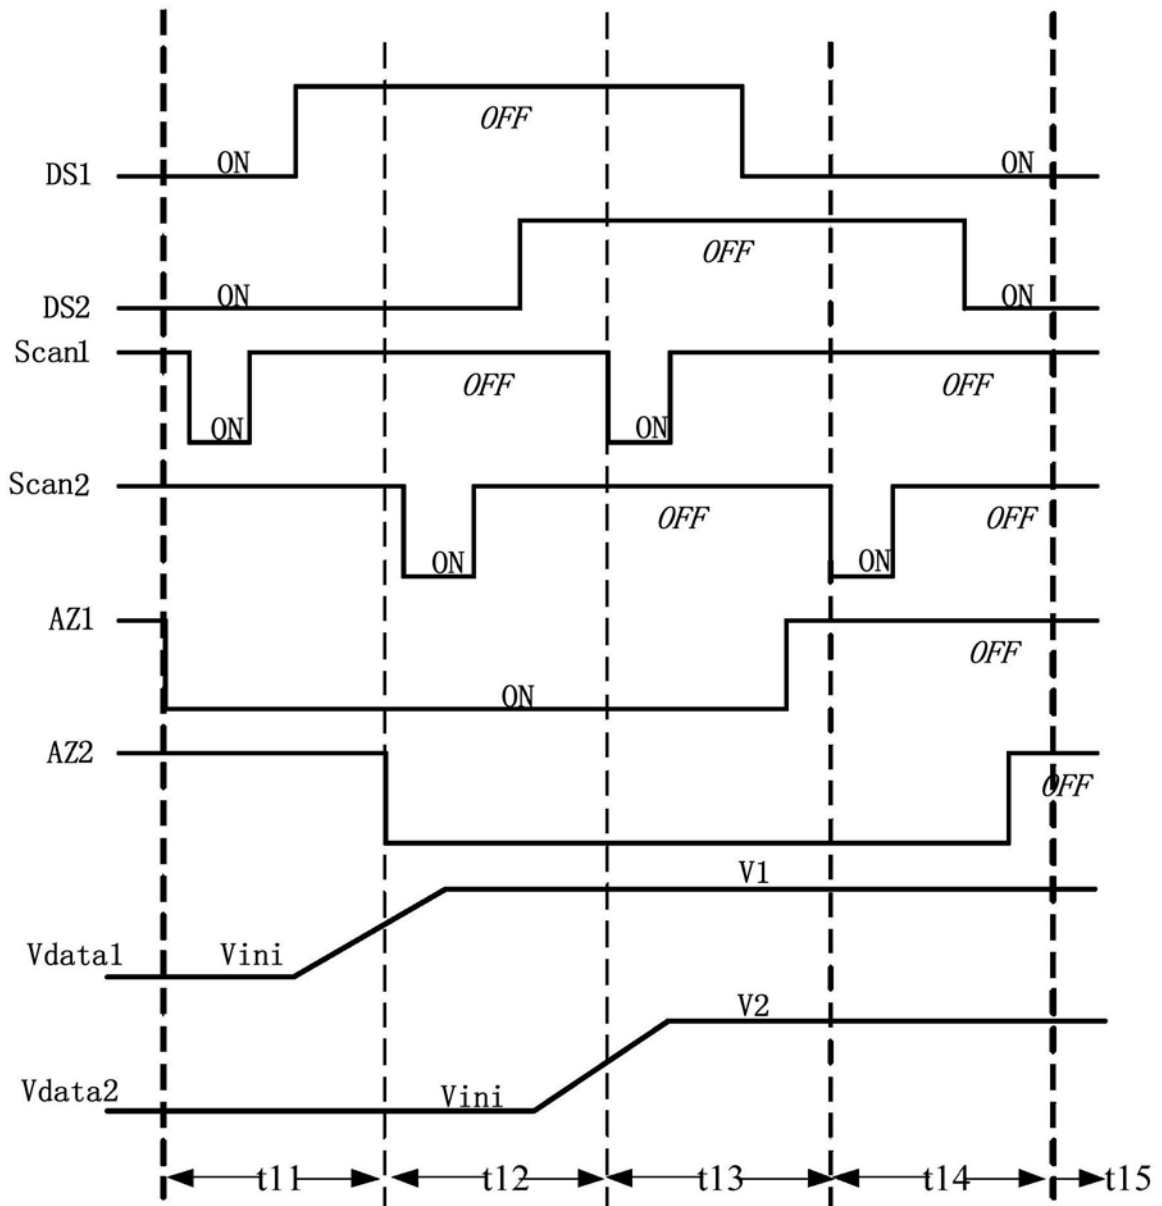 OFF
DS1 ON ON
OFF
DS2 ON ON
Scan1
OFF OFF
ON ON
Scan2
OFF OFF
ON ON
AZ1
OFF
ON
AZ2
OFF
V1
Vdata1 Vini
V2
Vdata2 Vini
t11 t12 t13 t14 t15